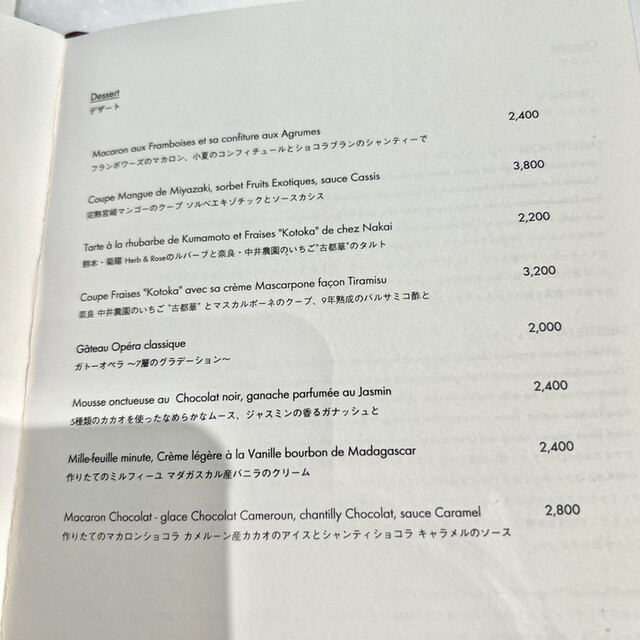 Dessert
デザート
Macaron aux Framboises et sa confiture aux Agrumes 2,400
フランボワーズのマカロン、小夏のコンフィチュールとショコラブランのシャンティーで
Coupe Mangue de Miyazaki, sorbet Fruits Exotiques, sauce Cassis 3,800
完熟宮崎マンゴーのクープ ソルベエキゾチックとソースカシス
Tarte à la rhubarbe de Kumamoto et Fraises "Kotoka" de chez Nakai 2,200
熊本・菊陽 Herb & Roseのルバーブと奈良・中井農園のいちご"古都華"のタルト
Coupe Fraises "Kotoka" avec sa crème Mascarpone façon Tiramisu 3,200
奈良 中井農園のいちご "古都華" とマスカルポーネのクープ、9年熟成のバルサミコ酢と
Gâteau Opéra classique 2,000
ガトーオペラ 〜7層のグラデーション〜
Mousse onctueuse au Chocolat noir, ganache parfumée au Jasmin 2,400
5種類のカカオを使ったなめらかなムース、ジャスミンの香るガナッシュと
Mille-feuille minute, Crème légère à la Vanille bourbon de Madagascar 2,400
作りたてのミルフィーユ マダガスカル産バニラのクリーム
Macaron Chocolat - glace Chocolat Cameroun, chantilly Chocolat, sauce Caramel 2,800
作りたてのマカロンショコラ カメルーン産カカオのアイスとシャンティショコラ キャラメルのソース